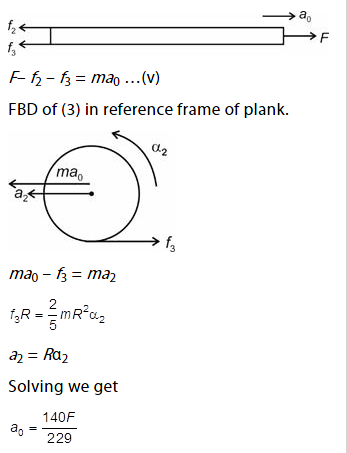 f₂ a₀
f₃ F
F– f₂ – f₃ = ma₀ …(v)
FBD of (3) in reference frame of plank.
α₂
ma₀
a₂
f₃
ma₀ – f₃ = ma₂
f₃R = 2/5 mR²α₂
a₂ = Rα₂
Solving we get
a₀ = 140F/229